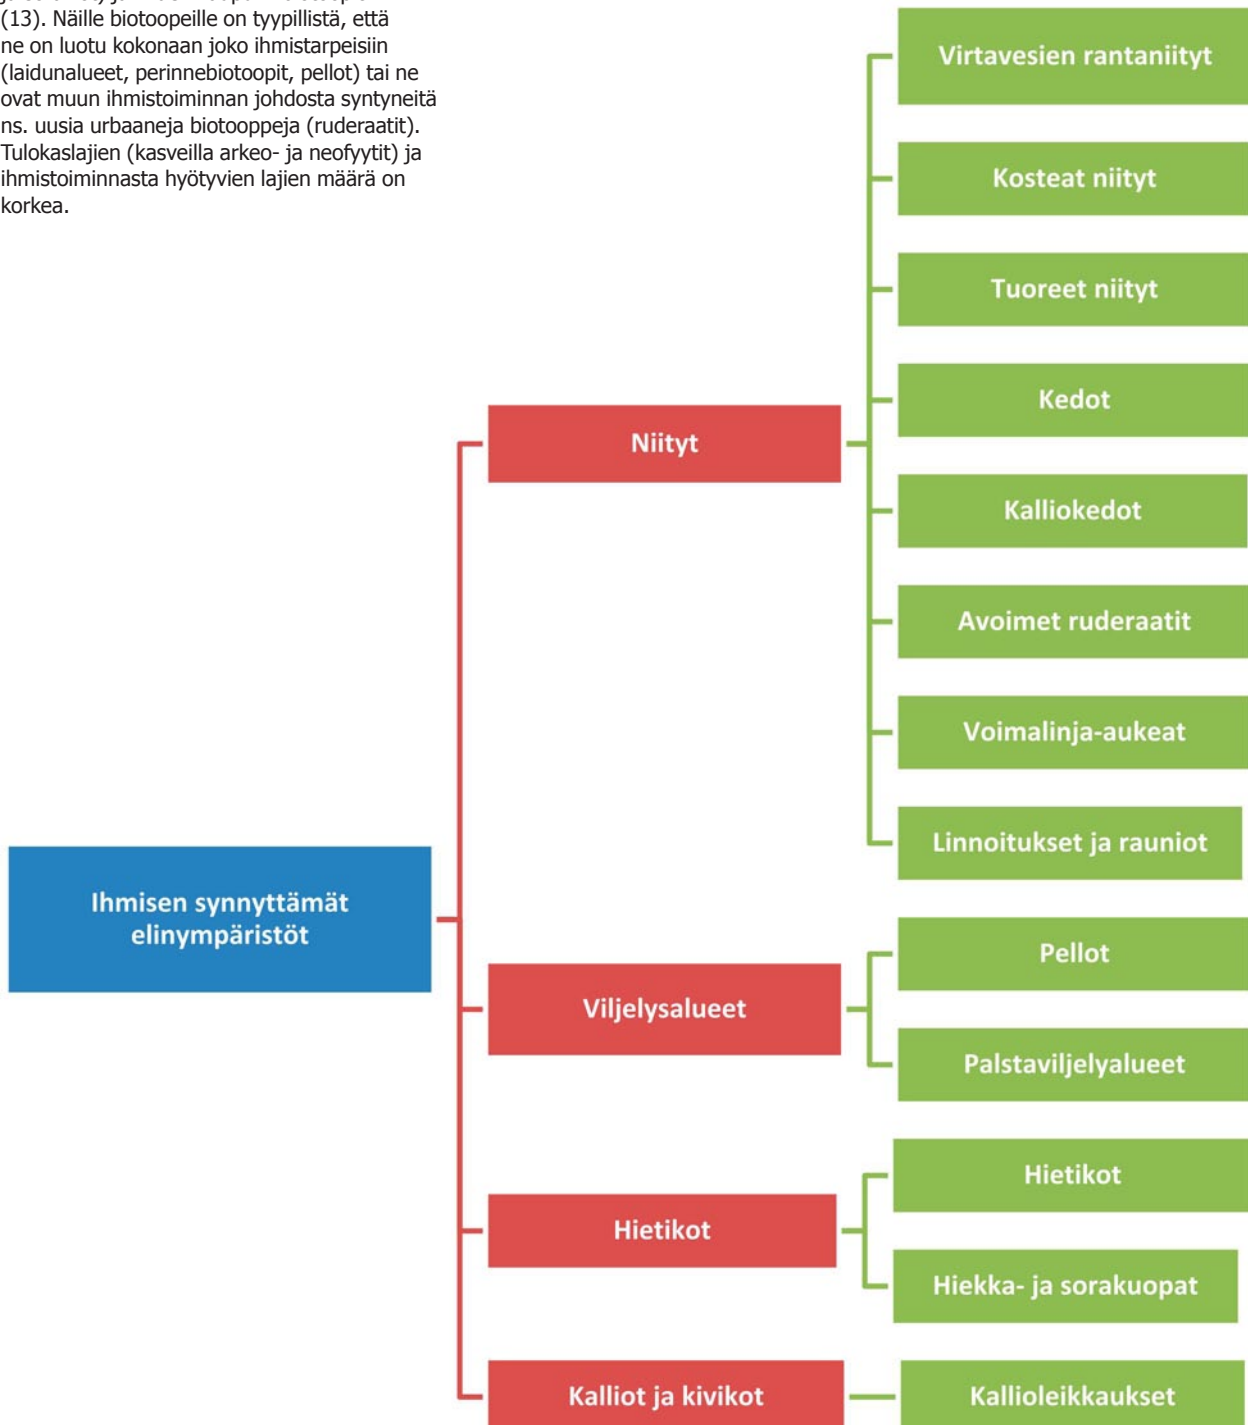 (13). Näille biotoopeille on tyypillistä, että
ne on luotu kokonaan joko ihmistarpeisiin
(laidunalueet, perinnebiotoopit, pellot) tai ne
ovat muun ihmistoiminnan johdosta syntyneitä
ns. uusia urbaaneja biotooppeja (ruderaatit).
Tulokaslajien (kasveilla arkeo- ja neofyytit) ja
ihmistoiminnasta hyötyvien lajien määrä on
korkea.
Ihmisen synnyttämät
elinympäristöt
Niityt
Virtavesien rantaniityt
Kosteat niityt
Tuoreet niityt
Kedot
Kalliokedot
Avoimet ruderaatit
Voimalinja-aukeat
Linnoitukset ja rauniot
Viljelysalueet
Pellot
Palstaviljelyalueet
Hietikot
Hietikot
Hiekka- ja sorakuopat
Kalliot ja kivikot
Kallioleikkaukset